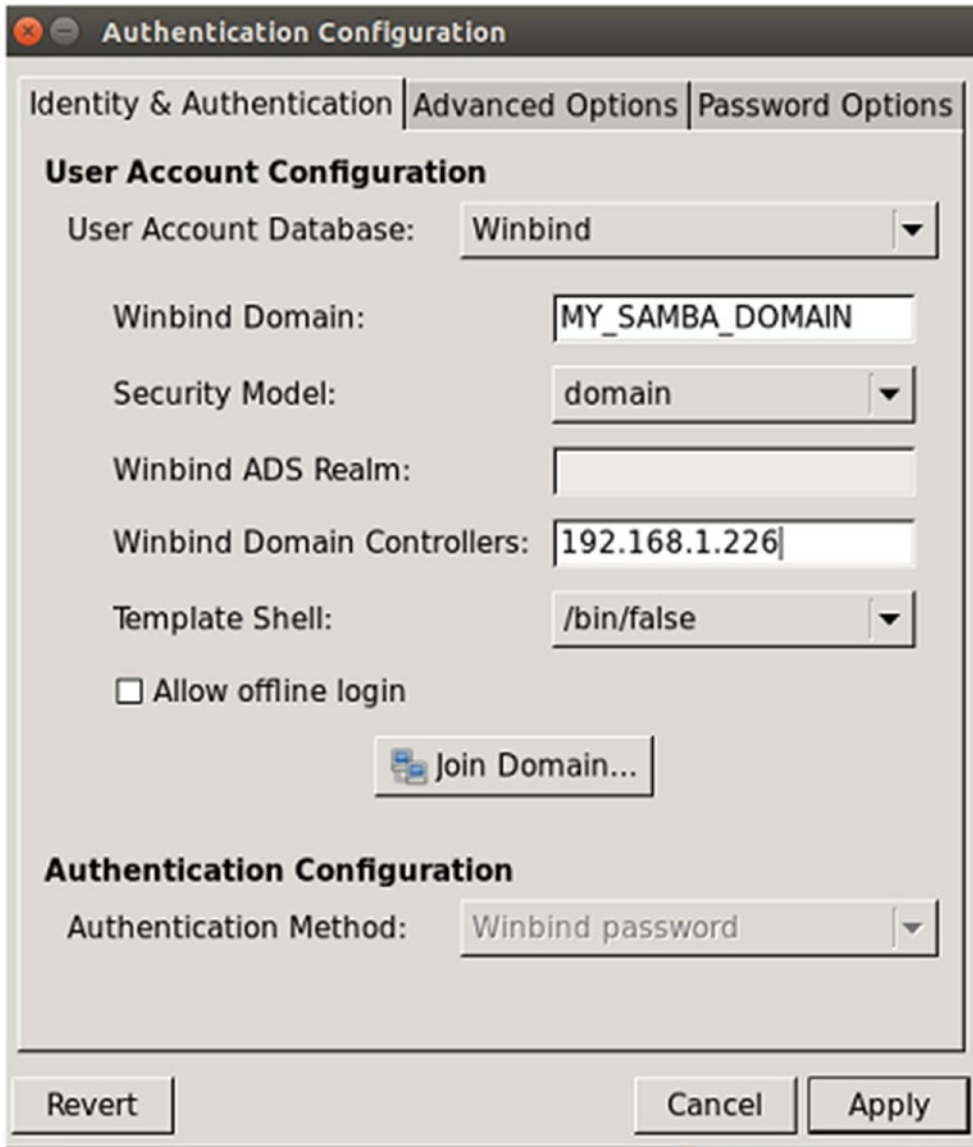 Authentication Configuration
Identity & Authentication Advanced Options Password Options
User Account Configuration
User Account Database: Winbind
Winbind Domain: MY_SAMBA_DOMAIN
Security Model: domain
Winbind ADS Realm:
Winbind Domain Controllers: 192.168.1.226
Template Shell: /bin/false
Allow offline login
Join Domain...
Authentication Configuration
Authentication Method: Winbind password
Revert Cancel Apply